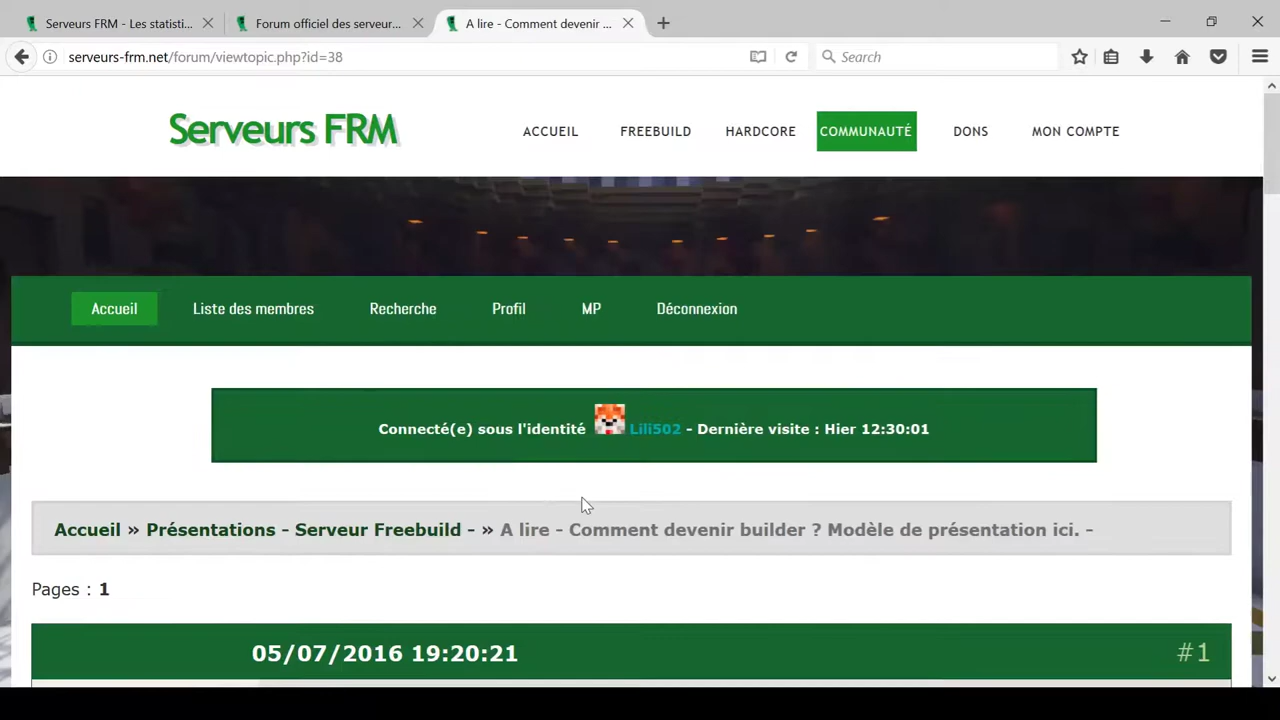 Serveurs FRM - Les statisti...
Forum officiel des serveur...
A lire - Comment devenir ...
serveurs-frm.net/forum/viewtopic.php?id=38
Search
Serveurs FRM
ACCUEIL
FREEBUILD
HARDCORE
COMMUNAUTÉ
DONS
MON COMPTE
Accueil
Liste des membres
Recherche
Profil
MP
Déconnexion
Connecté(e) sous l'identité Lili502 - Dernière visite : Hier 12:30:01
Accueil » Présentations - Serveur Freebuild - » A lire - Comment devenir builder ? Modèle de présentation ici. -
Pages : 1
05/07/2016 19:20:21
#1